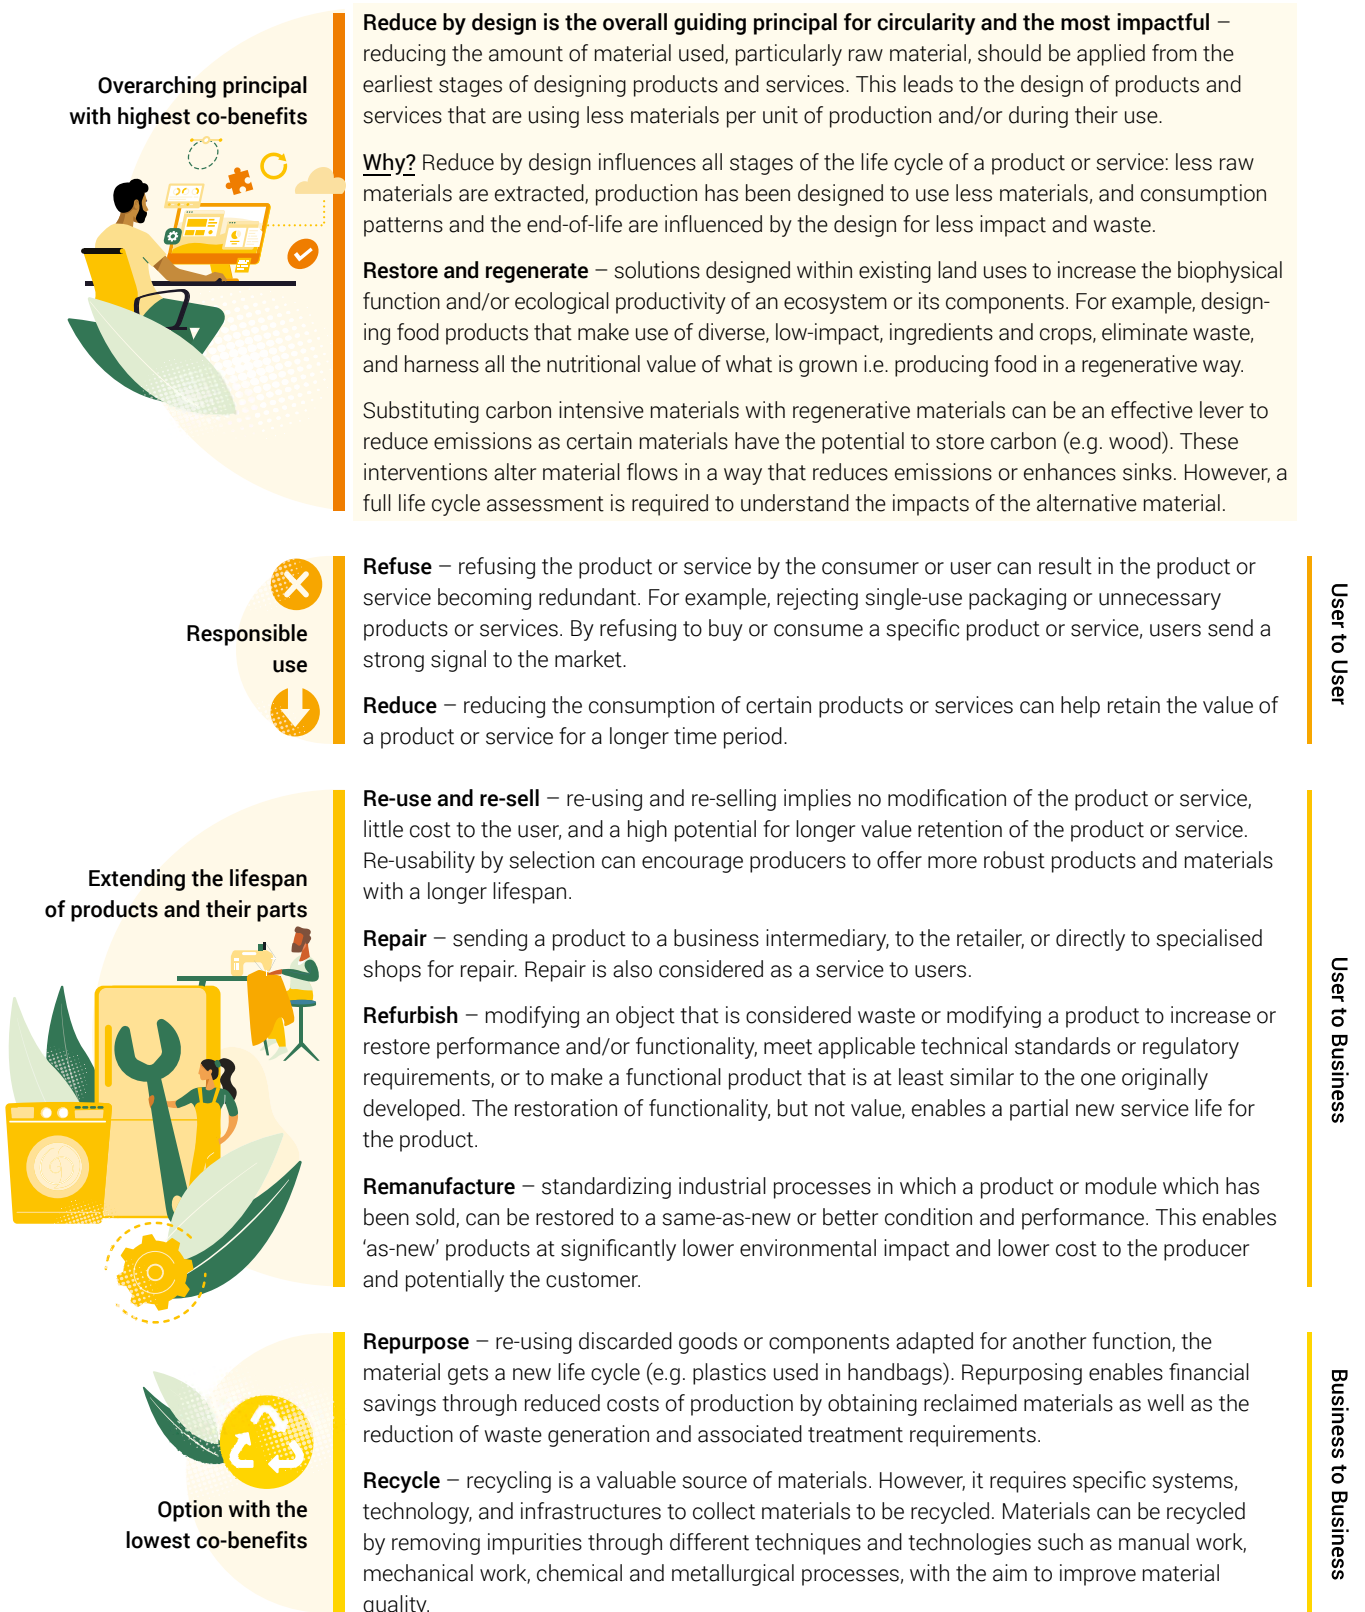 Overarching principal
with highest co-benefits
Reduce by design is the overall guiding principal for circularity and the most impactful –
reducing the amount of material used, particularly raw material, should be applied from the
earliest stages of designing products and services. This leads to the design of products and
services that are using less materials per unit of production and/or during their use.
Why? Reduce by design influences all stages of the life cycle of a product or service: less raw
materials are extracted, production has been designed to use less materials, and consumption
patterns and the end-of-life are influenced by the design for less impact and waste.
Restore and regenerate – solutions designed within existing land uses to increase the biophysical
function and/or ecological productivity of an ecosystem or its components. For example, design-
ing food products that make use of diverse, low-impact, ingredients and crops, eliminate waste,
and harness all the nutritional value of what is grown i.e. producing food in a regenerative way.
Substituting carbon intensive materials with regenerative materials can be an effective lever to
reduce emissions as certain materials have the potential to store carbon (e.g. wood). These
interventions alter material flows in a way that reduces emissions or enhances sinks. However, a
full life cycle assessment is required to understand the impacts of the alternative material.
Responsible
use
Refuse – refusing the product or service by the consumer or user can result in the product or
service becoming redundant. For example, rejecting single-use packaging or unnecessary
products or services. By refusing to buy or consume a specific product or service, users send a
strong signal to the market.
Reduce – reducing the consumption of certain products or services can help retain the value of
a product or service for a longer time period.
User to User
Extending the lifespan
of products and their parts
Re-use and re-sell – re-using and re-selling implies no modification of the product or service,
little cost to the user, and a high potential for longer value retention of the product or service.
Re-usability by selection can encourage producers to offer more robust products and materials
with a longer lifespan.
Repair – sending a product to a business intermediary, to the retailer, or directly to specialised
shops for repair. Repair is also considered as a service to users.
Refurbish – modifying an object that is considered waste or modifying a product to increase or
restore performance and/or functionality, meet applicable technical standards or regulatory
requirements, or to make a functional product that is at least similar to the one originally
developed. The restoration of functionality, but not value, enables a partial new service life for
the product.
Remanufacture – standardizing industrial processes in which a product or module which has
been sold, can be restored to a same-as-new or better condition and performance. This enables
‘as-new’ products at significantly lower environmental impact and lower cost to the producer
and potentially the customer.
User to Business
Option with the
lowest co-benefits
Repurpose – re-using discarded goods or components adapted for another function, the
material gets a new life cycle (e.g. plastics used in handbags). Repurposing enables financial
savings through reduced costs of production by obtaining reclaimed materials as well as the
reduction of waste generation and associated treatment requirements.
Recycle – recycling is a valuable source of materials. However, it requires specific systems,
technology, and infrastructures to collect materials to be recycled. Materials can be recycled
by removing impurities through different techniques and technologies such as manual work,
mechanical work, chemical and metallurgical processes, with the aim to improve material
quality.
Business to Business